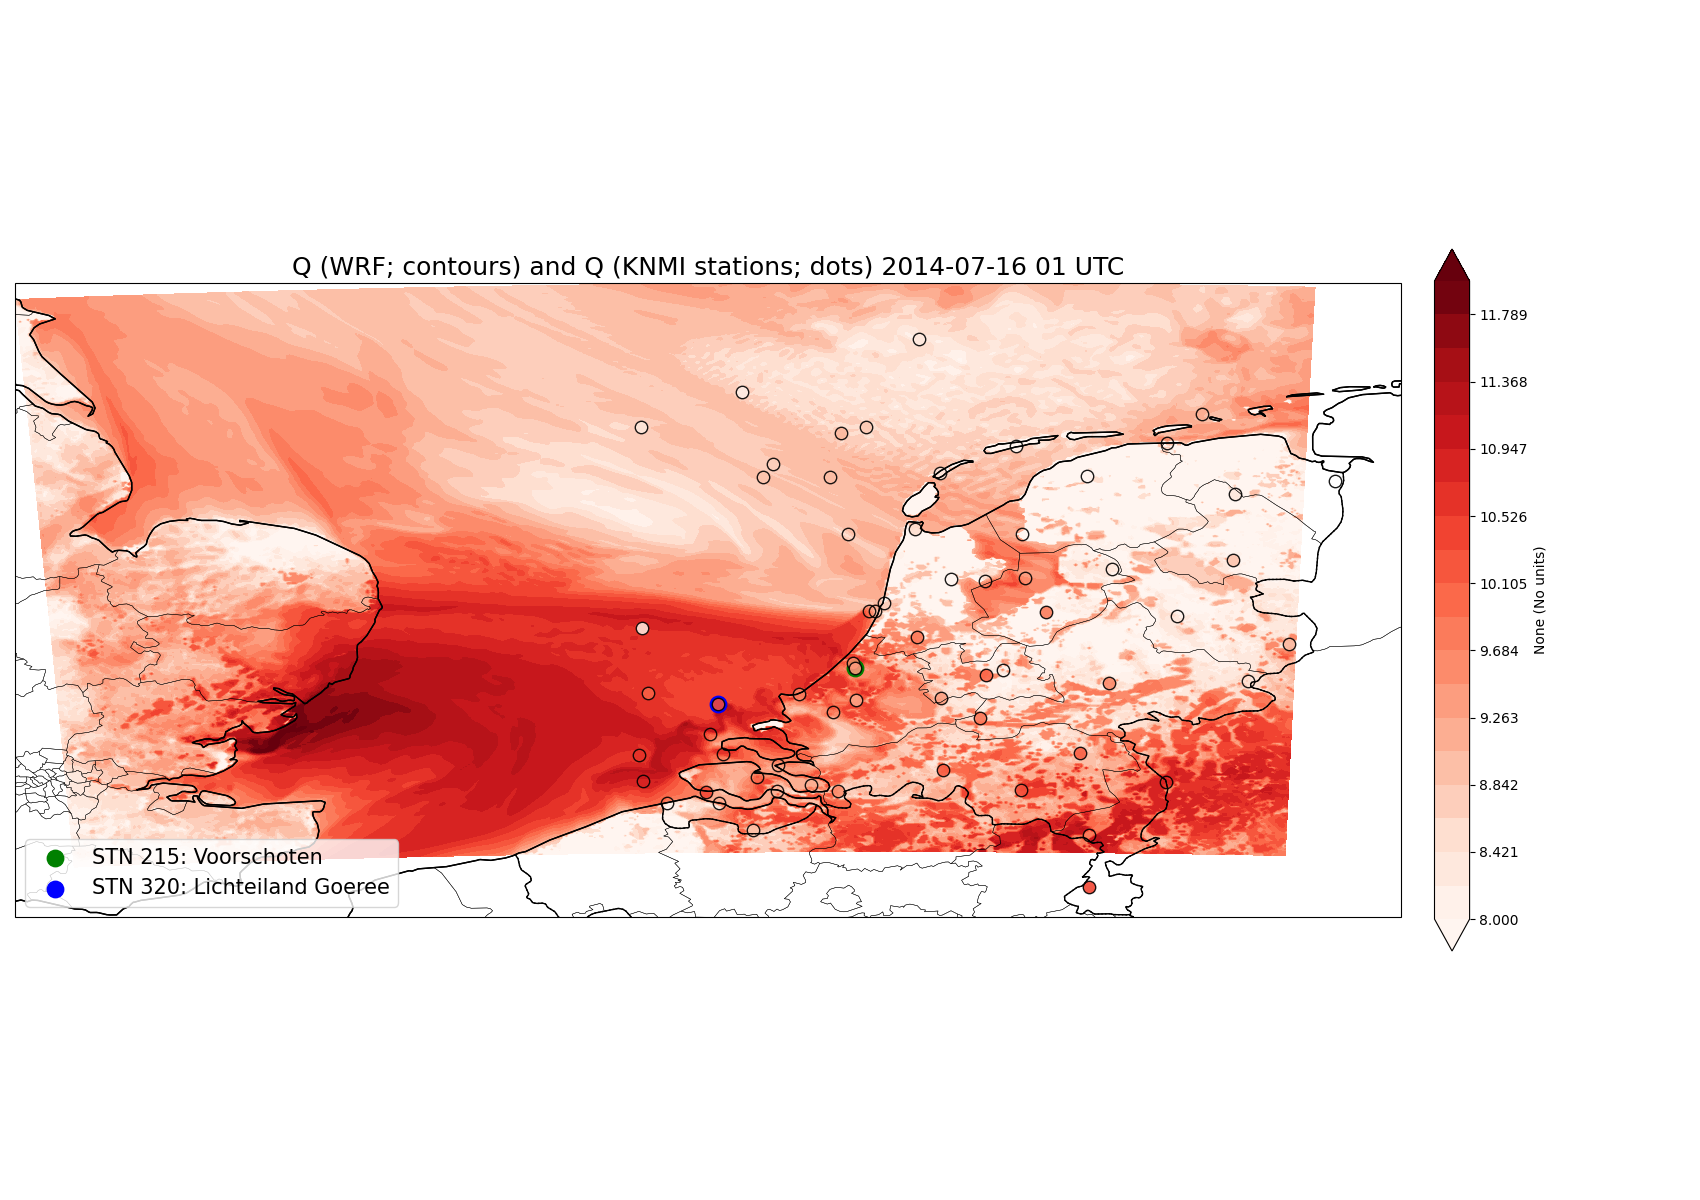 Q (WRF; contours) and Q (KNMI stations; dots) 2014-07-16 01 UTC
11.789
11.368
10.947
10.526
10.105
9.684
9.263
8.842
8.421
8.000
None (No units)
STN 215: Voorschoten
STN 320: Lichteiland Goeree